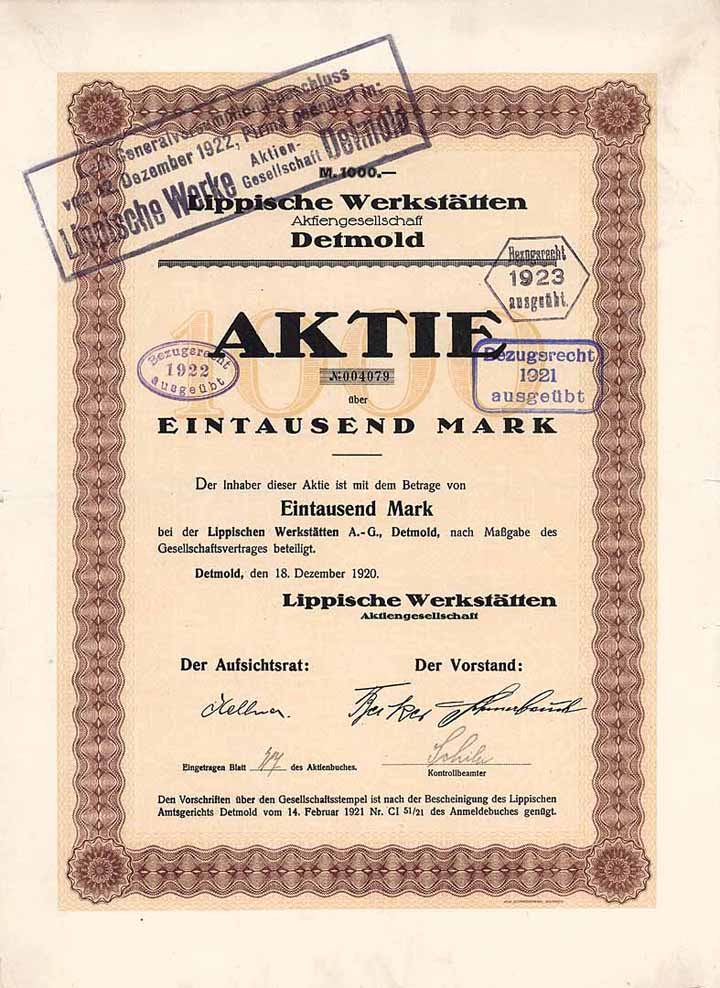 Generalversammlungsbeschluss
vom 12. Dezember 1922, Firma geändert in:
Lippische Werke Aktien-Gesellschaft Detmold
M. 1000.—
Lippische Werkstätten
Aktiengesellschaft
Detmold
Bezugsrecht
1923
ausgeübt.
1000
AKTIE
Bezugsrecht
1922
ausgeübt
Bezugsrecht
1921
ausgeübt
№ 004079
über
EINTAUSEND MARK
Der Inhaber dieser Aktie ist mit dem Betrage von
Eintausend Mark
bei der Lippischen Werkstätten A.-G., Detmold, nach Maßgabe des
Gesellschaftsvertrages beteiligt.
Detmold, den 18. Dezember 1920.
Lippische Werkstätten
Aktiengesellschaft
Der Aufsichtsrat: Der Vorstand:
Kellner. Becker
Eingetragen Blatt des Aktienbuches.
Kontrollbeamter
Den Vorschriften über den Gesellschaftsstempel ist nach der Bescheinigung des Lippischen
Amtsgerichts Detmold vom 14. Februar 1921 Nr. CI 51/21 des Anmeldebuches genügt.